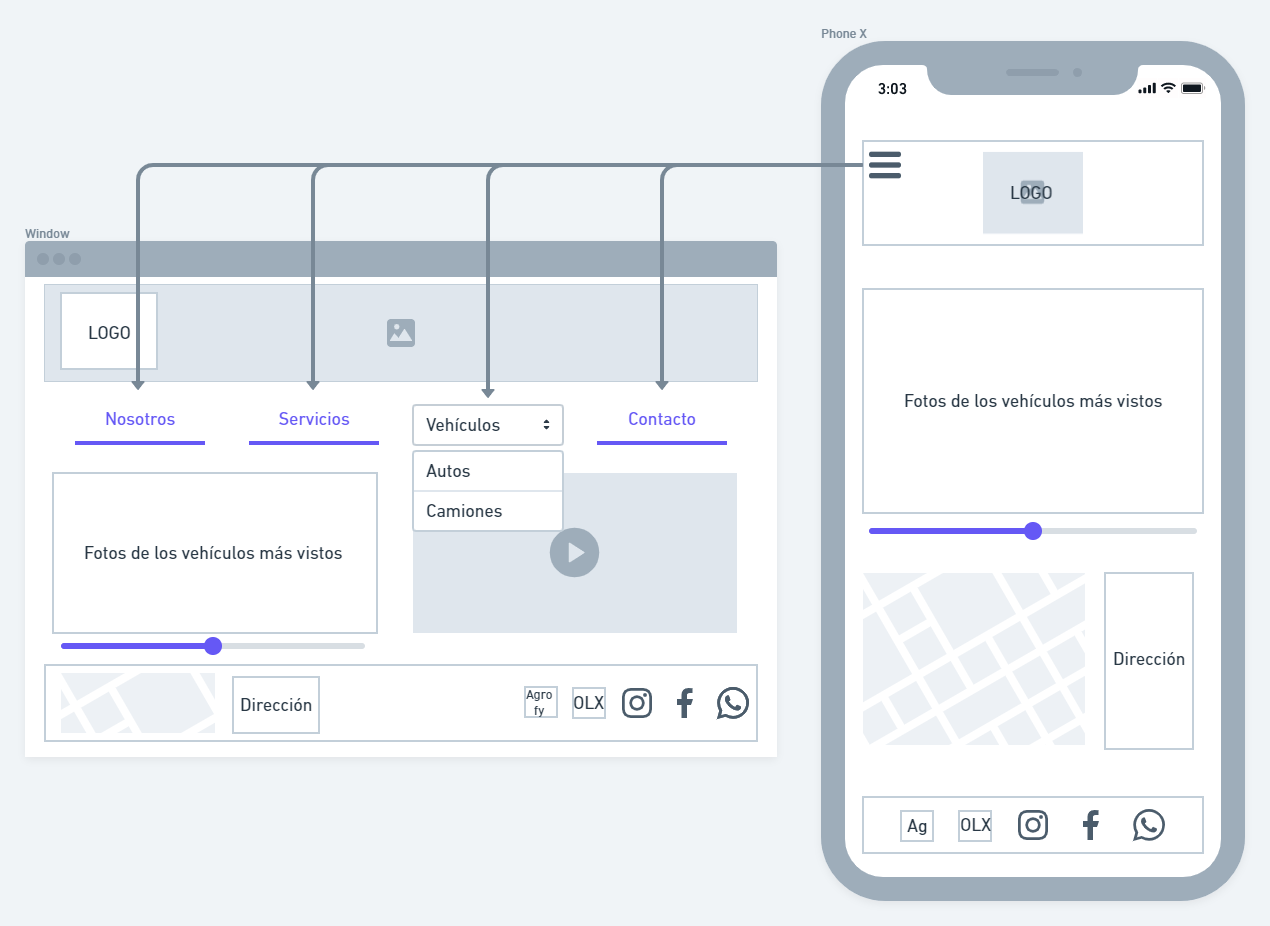 Phone X
3:03
LOGO
Window
LOGO
Nosotros
Servicios
Vehículos
Contacto
Autos
Camiones
Fotos de los vehículos más vistos
Fotos de los vehículos más vistos
Dirección
Dirección
Agro
fy
OLX
Ag
OLX